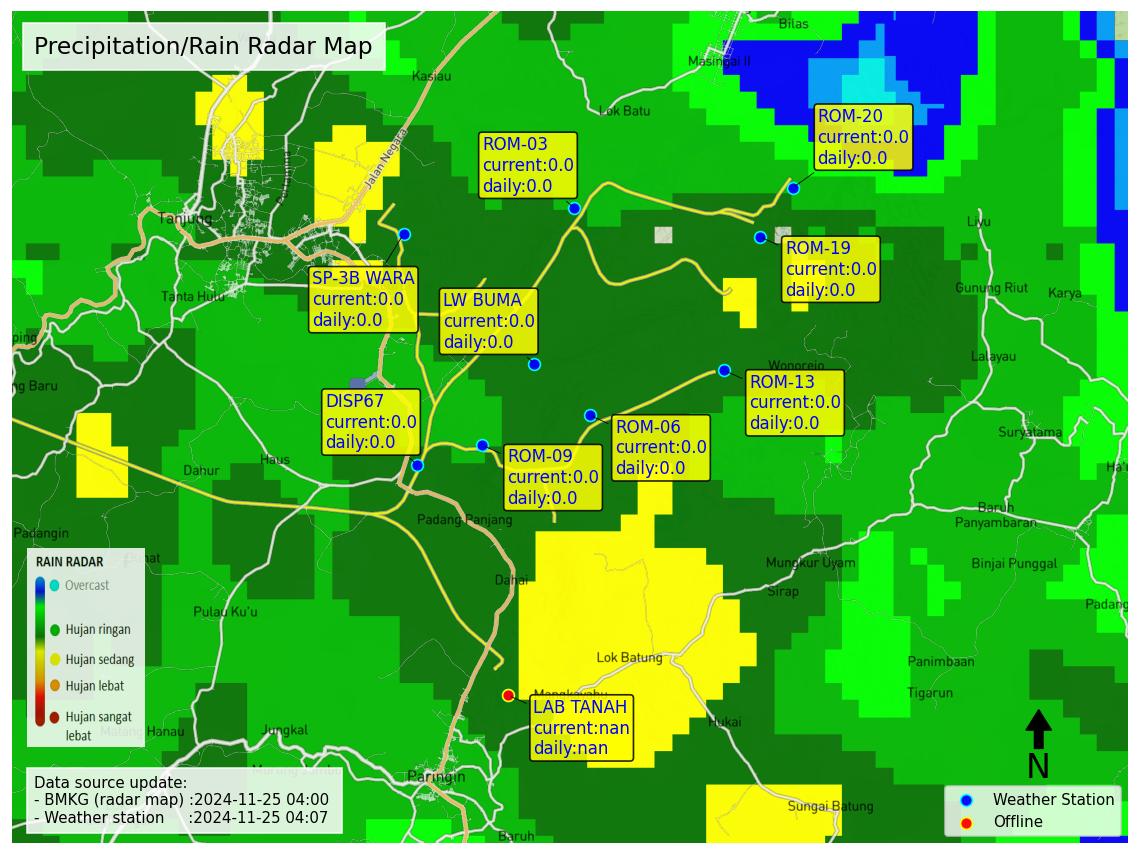 Precipitation/Rain Radar Map
Bilas
Masingai II
Kasiau
Lok Batu
ROM-20
current:0.0
daily:0.0
ROM-03
current:0.0
daily:0.0
Jalan Negara
Tanjung
Liyu
ROM-19
current:0.0
daily:0.0
SP-3B WARA
current:0.0
daily:0.0
Tanta Hulu
LW BUMA
current:0.0
daily:0.0
Gunung Riut
Karya
ping
Lalayau
Wonorejo
ng Baru
ROM-13
current:0.0
daily:0.0
DISP67
current:0.0
daily:0.0
ROM-06
current:0.0
daily:0.0
Suryatama
Haus
Dahur
ROM-09
current:0.0
daily:0.0
Ha'u
Baruh
Panyambaran
Padang Panjang
Padangin
Mungkur Uyam
Binjai Punggal
Dahai
Sirap
Padang
Pulau Ku'u
RAIN RADAR
Overcast
Hujan ringan
Hujan sedang
Hujan lebat
Hujan sangat
lebat
Lok Batung
Panimbaan
Tigarun
Mangkayahu
LAB TANAH
current:nan
daily:nan
Hukai
Matang Hanau
Jungkal
Murung Jambu
Paringin
N
Data source update:
- BMKG (radar map) :2024-11-25 04:00
- Weather station :2024-11-25 04:07
Sungai Batung
Baruh
Weather Station
Offline